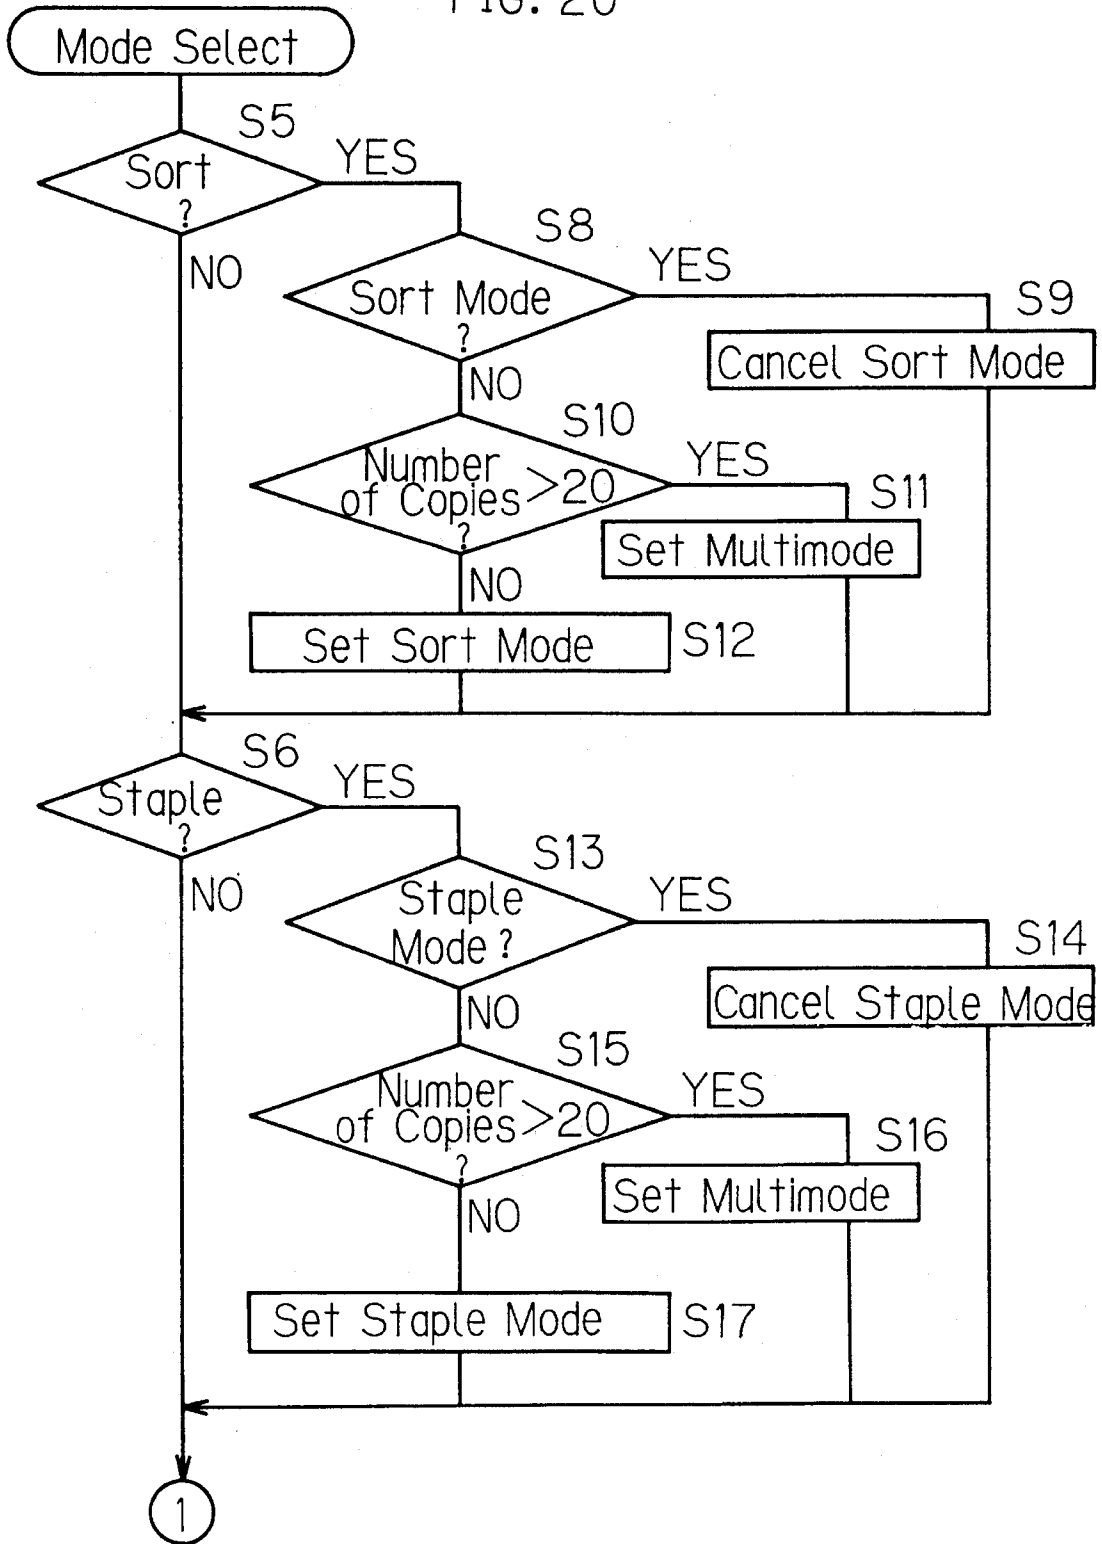 FIG. 20
Mode Select
S5
Sort
?
YES
NO
S8
Sort Mode
?
YES
NO
S9
Cancel Sort Mode
S10
Number
of Copies >20
?
YES
NO
S11
Set Multimode
Set Sort Mode
S12
S6
Staple
?
YES
NO
S13
Staple
Mode ?
YES
NO
S14
Cancel Staple Mode
S15
Number
of Copies >20
?
YES
NO
S16
Set Multimode
Set Staple Mode
S17
1